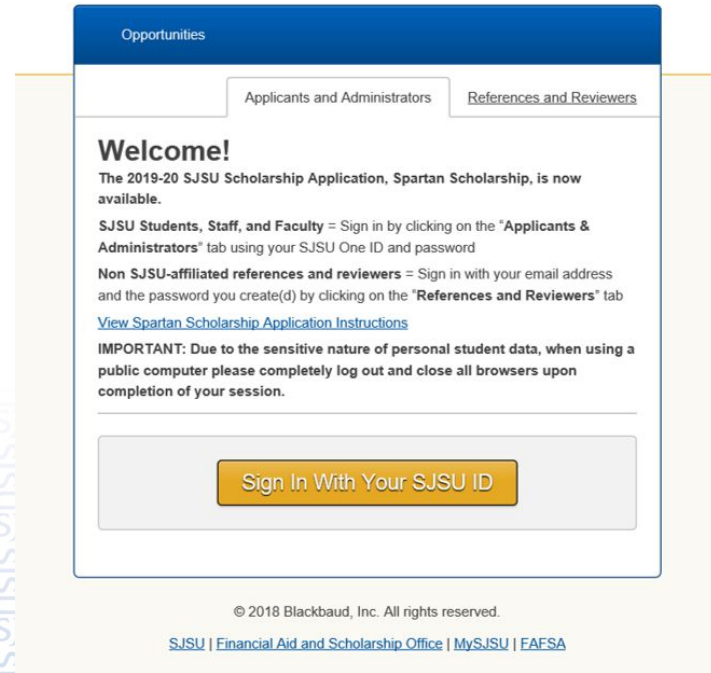 Opportunities
Applicants and Administrators References and Reviewers
Welcome!
The 2019-20 SJSU Scholarship Application, Spartan Scholarship, is now
available.
SJSU Students, Staff, and Faculty = Sign in by clicking on the "Applicants &
Administrators" tab using your SJSU One ID and password
Non SJSU-affiliated references and reviewers = Sign in with your email address
and the password you create(d) by clicking on the "References and Reviewers" tab
View Spartan Scholarship Application Instructions
IMPORTANT: Due to the sensitive nature of personal student data, when using a
public computer please completely log out and close all browsers upon
completion of your session.
Sign In With Your SJSU ID
© 2018 Blackbaud, Inc. All rights reserved.
SJSU | Financial Aid and Scholarship Office | MySJSU | FAFSA